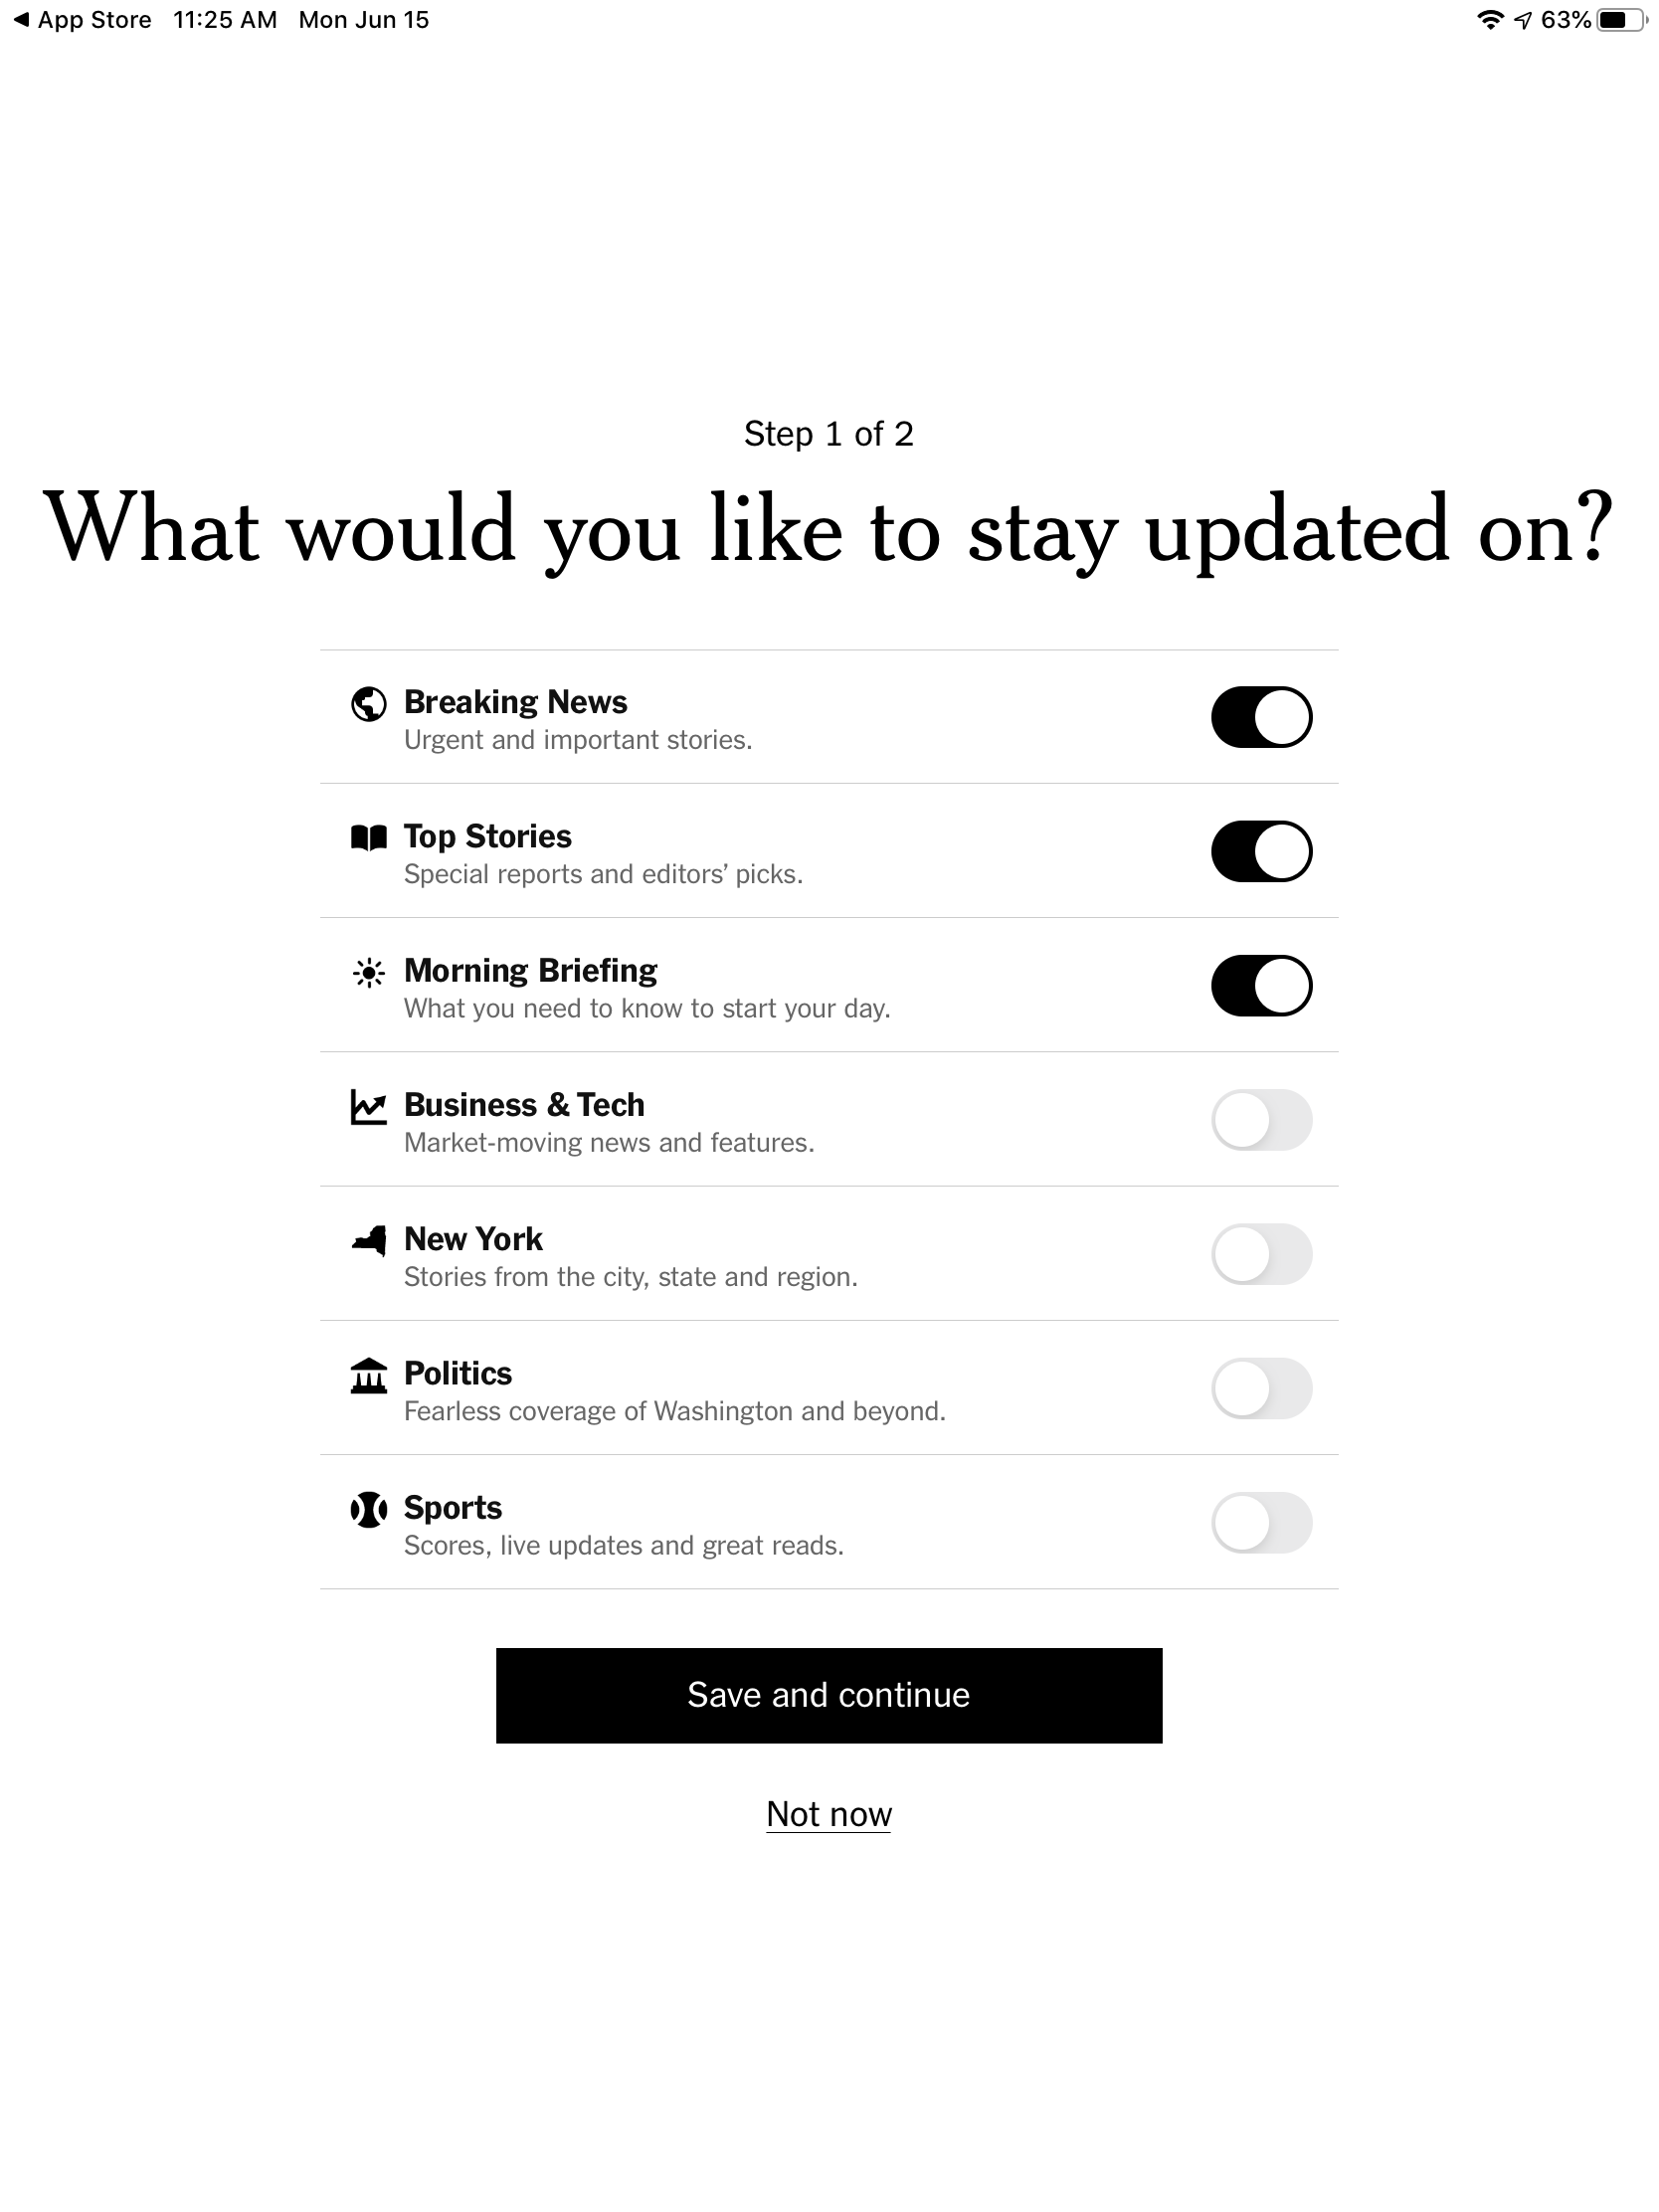 App Store 11:25 AM Mon Jun 15 63%
Step 1 of 2
What would you like to stay updated on?
Breaking News
Urgent and important stories.
Top Stories
Special reports and editors’ picks.
Morning Briefing
What you need to know to start your day.
Business & Tech
Market-moving news and features.
New York
Stories from the city, state and region.
Politics
Fearless coverage of Washington and beyond.
Sports
Scores, live updates and great reads.
Save and continue
Not now